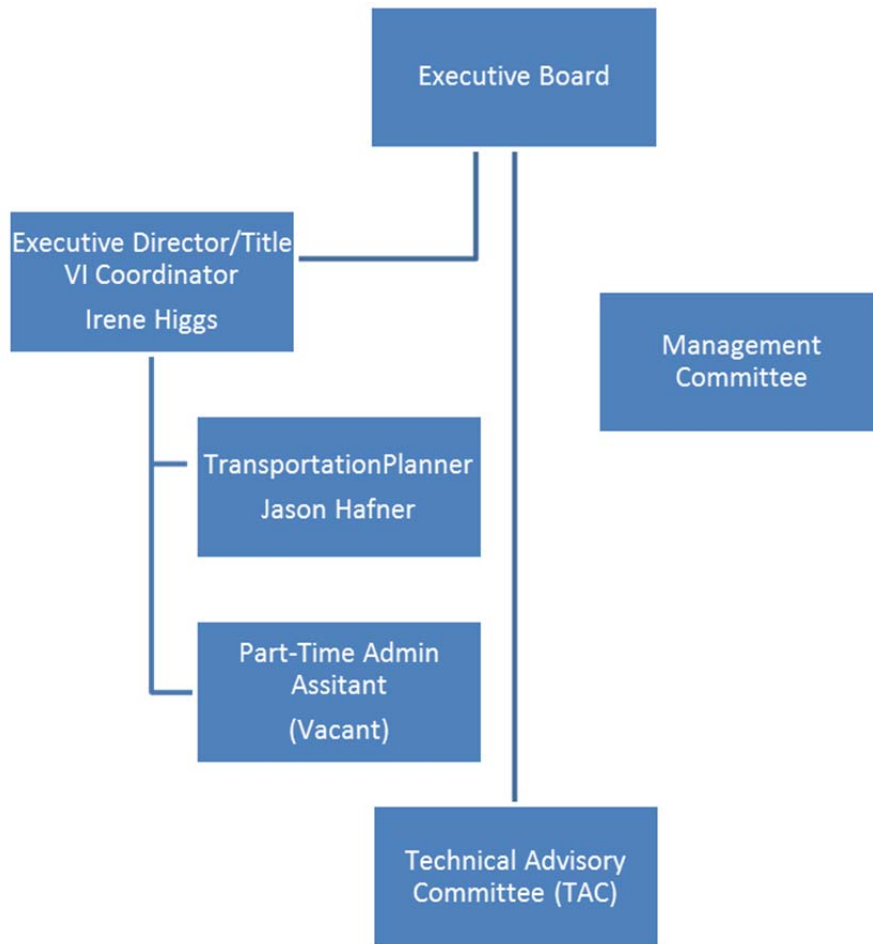 Executive Board
Executive Director/Title
VI Coordinator
Irene Higgs
Management
Committee
TransportationPlanner
Jason Hafner
Part-Time Admin
Assitant
(Vacant)
Technical Advisory
Committee (TAC)